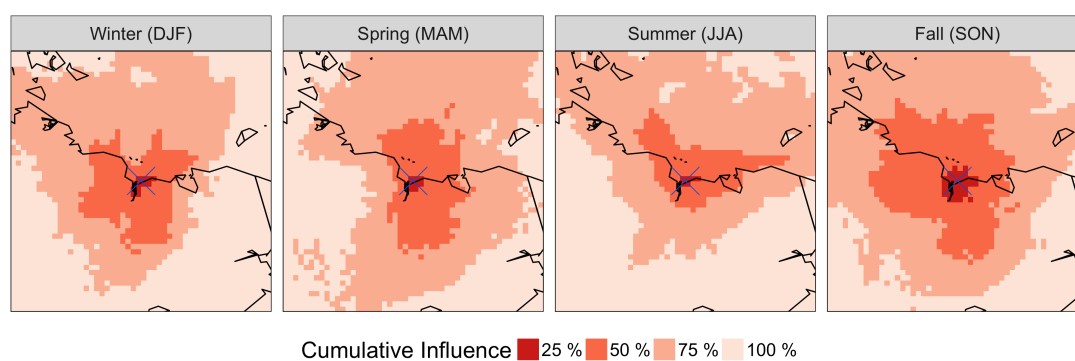 Winter (DJF) Spring (MAM) Summer (JJA) Fall (SON)
Cumulative Influence 25 % 50 % 75 % 100 %